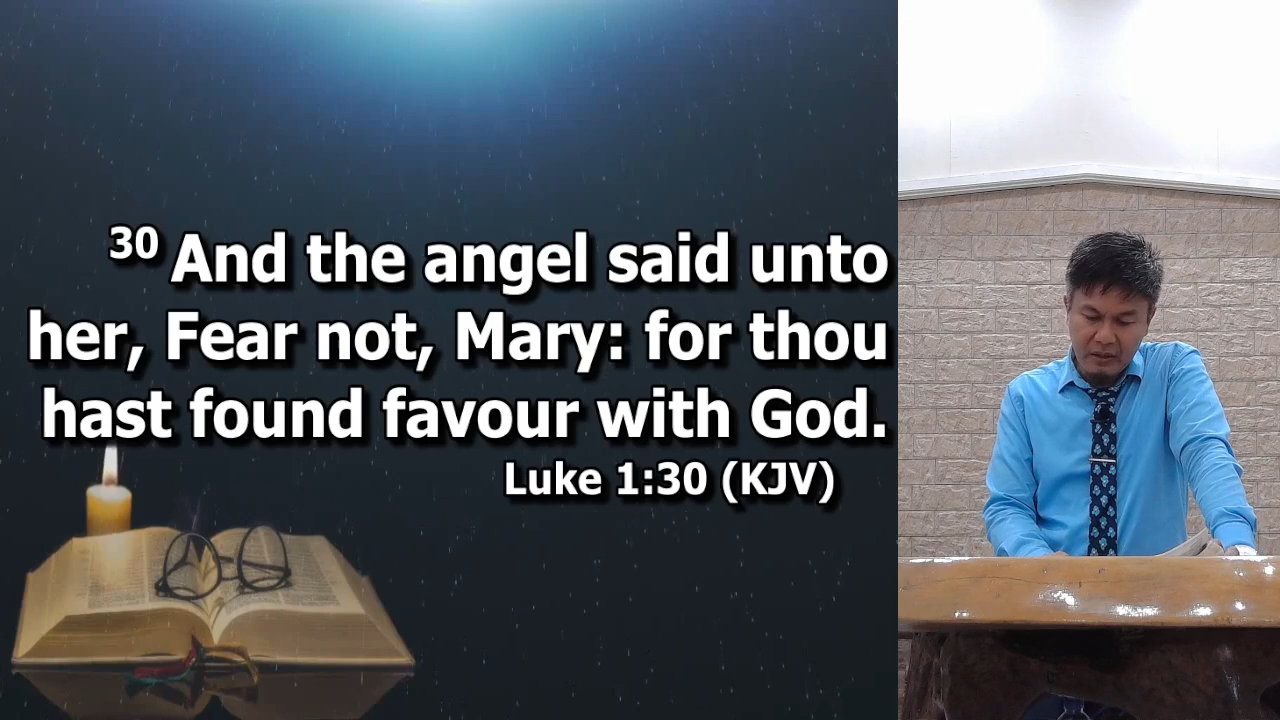 30 And the angel said unto
her, Fear not, Mary: for thou
hast found favour with God.
Luke 1:30 (KJV)